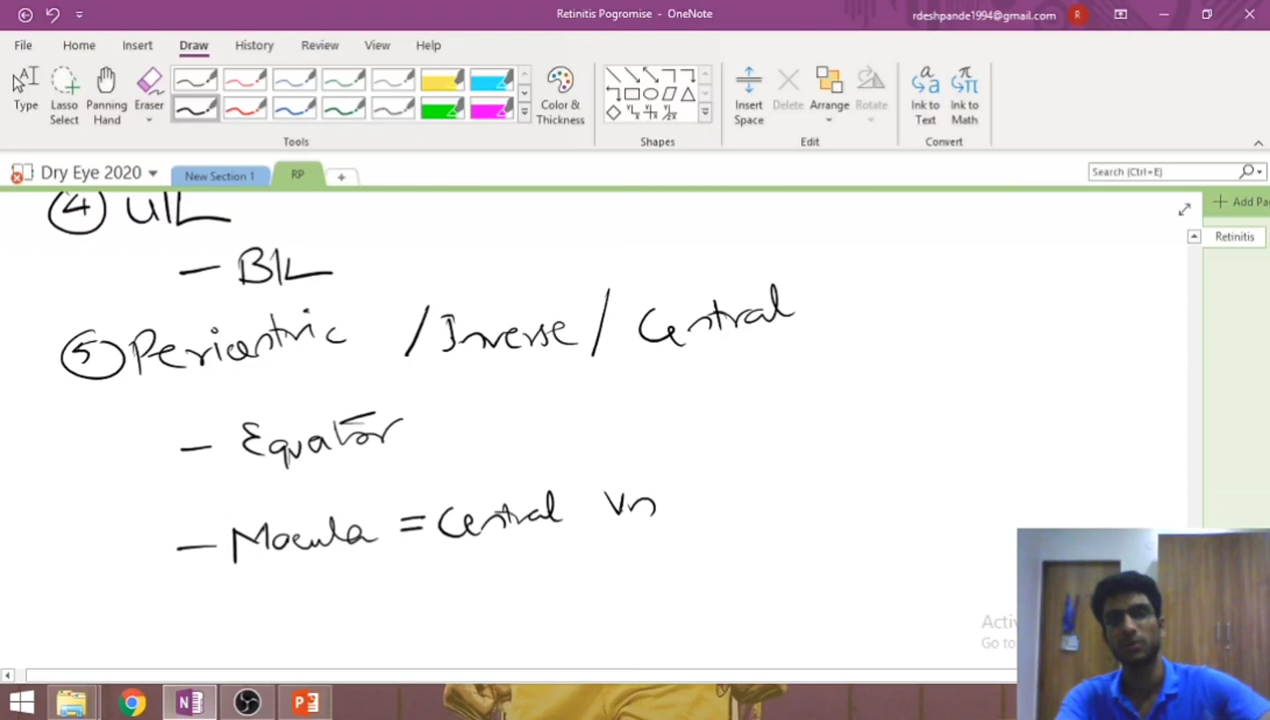 Retinitis Pogromise - OneNote
rdeshpande1994@gmail.com
R
File Home Insert Draw History Review View Help
Type
Lasso Select
Panning Hand
Eraser
Color & Thickness
Insert Space
Delete
Arrange
Rotate
Ink to Text
Ink to Math
Tools
Shapes
Edit
Convert
Dry Eye 2020
New Section 1
RP
Search (Ctrl+E)
Add Pa
Retinitis
4 U/L
- B/L
5 Pericentric / Inverse / Central
- Equator
- Macula = Central Vn
Activ
Go to